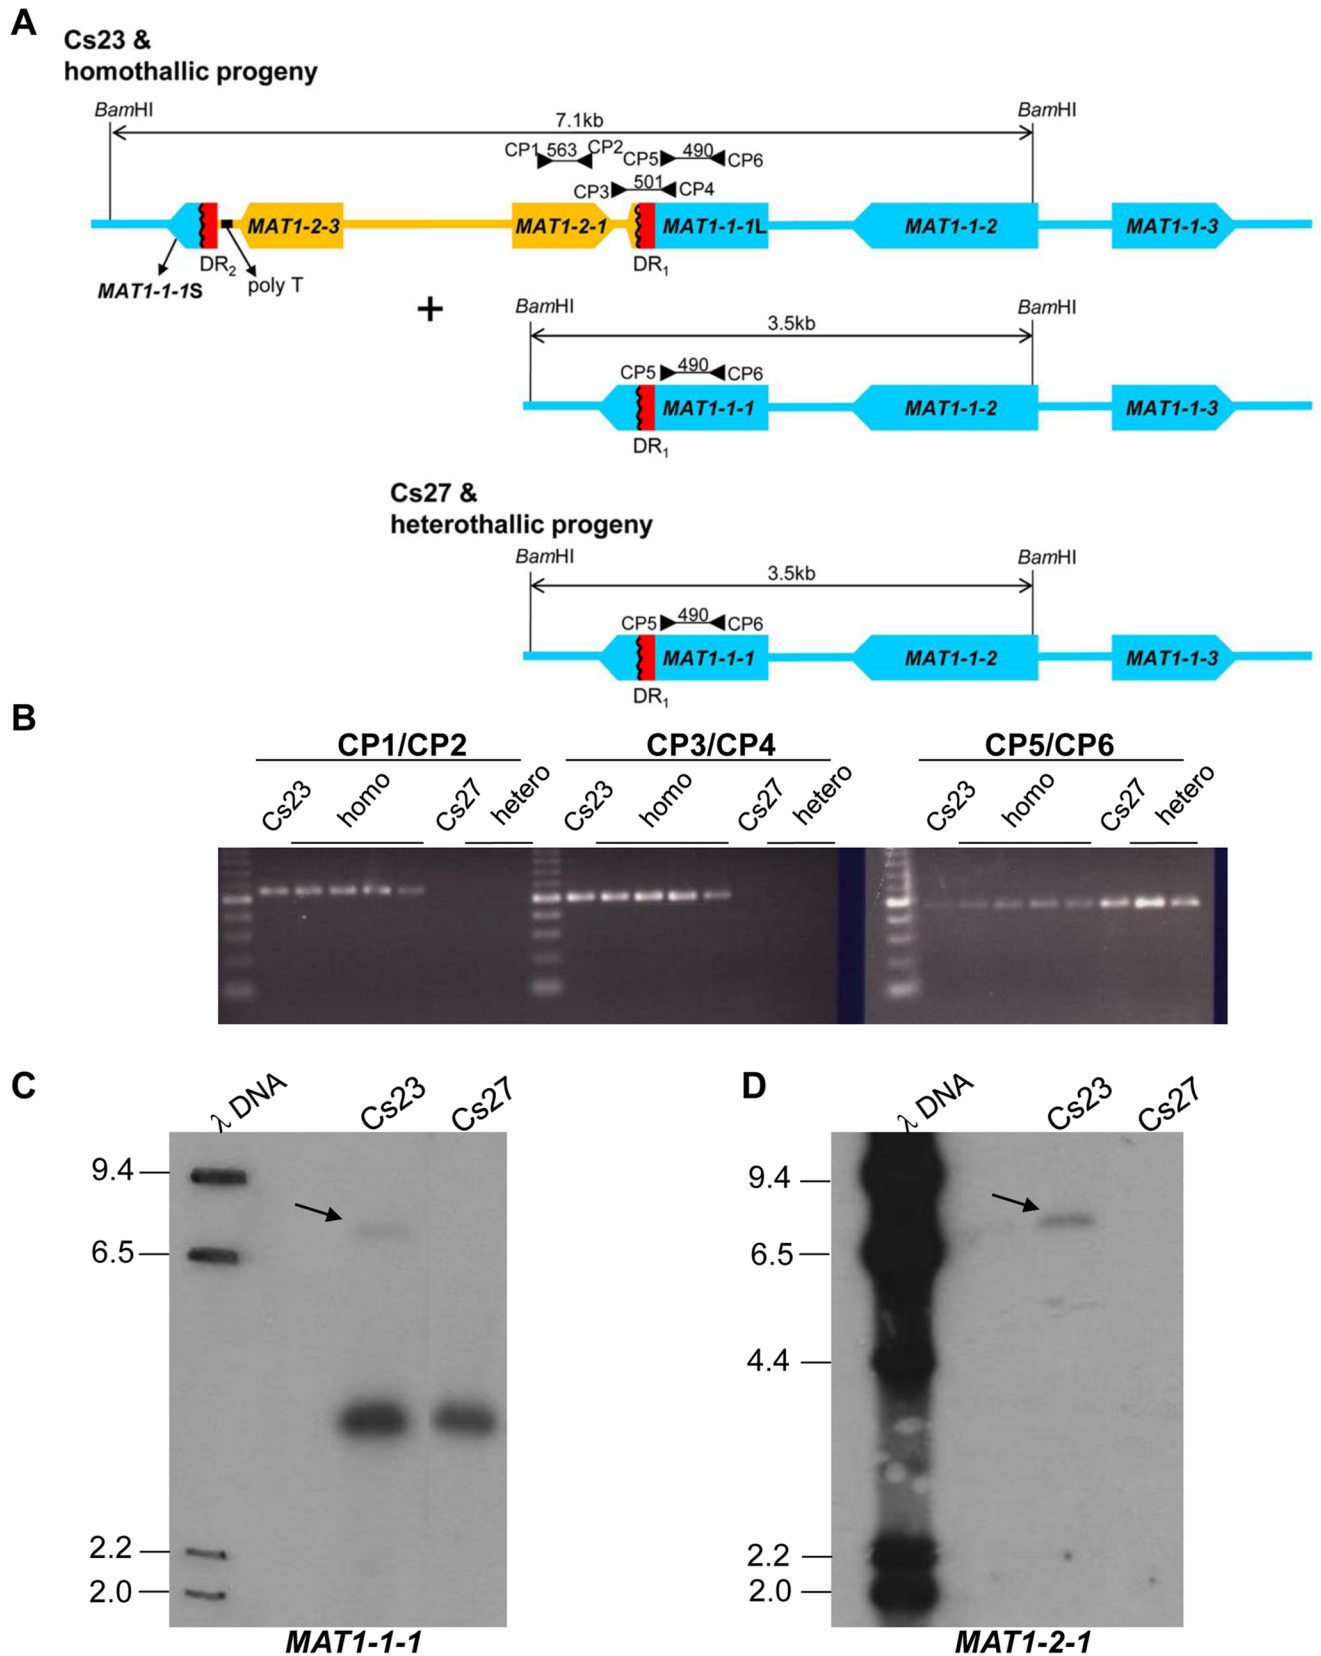 A
Cs23 &
homothallic progeny
BamHI
BamHI
7.1kb
CP1 563 CP2
CP5 490 CP6
CP3 501 CP4
MAT1-2-3
MAT1-2-1
MAT1-1-1L
MAT1-1-2
MAT1-1-3
DR2
DR1
MAT1-1-1S
poly T
+
BamHI
BamHI
3.5kb
CP5 490 CP6
MAT1-1-1
MAT1-1-2
MAT1-1-3
DR1
Cs27 &
heterothallic progeny
BamHI
BamHI
3.5kb
CP5 490 CP6
MAT1-1-1
MAT1-1-2
MAT1-1-3
DR1
B
CP1/CP2
CP3/CP4
CP5/CP6
Cs23
homo
Cs27
hetero
Cs23
homo
Cs27
hetero
Cs23
homo
Cs27
hetero
C
λ DNA
Cs23
Cs27
9.4
6.5
2.2
2.0
MAT1-1-1
D
λ DNA
Cs23
Cs27
9.4
6.5
4.4
2.2
2.0
MAT1-2-1